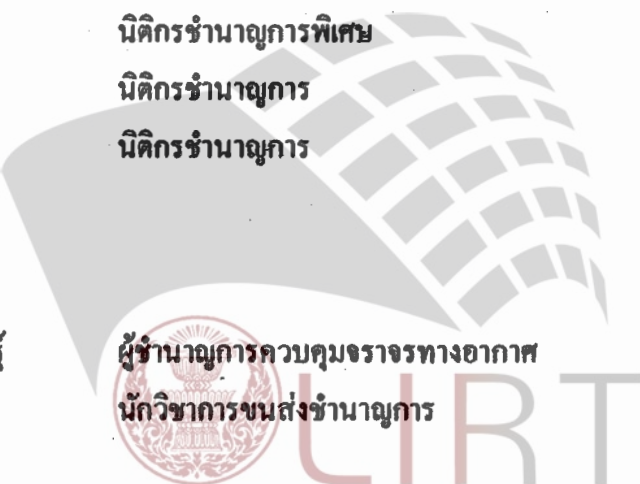 นิติกรชำนาญการพิเศษ
นิติกรชำนาญการ
นิติกรชำนาญการ
ผู้ชำนาญการควบคุมจราจรทางอากาศ
นักวิชาการขนส่งชำนาญการ
LIRT